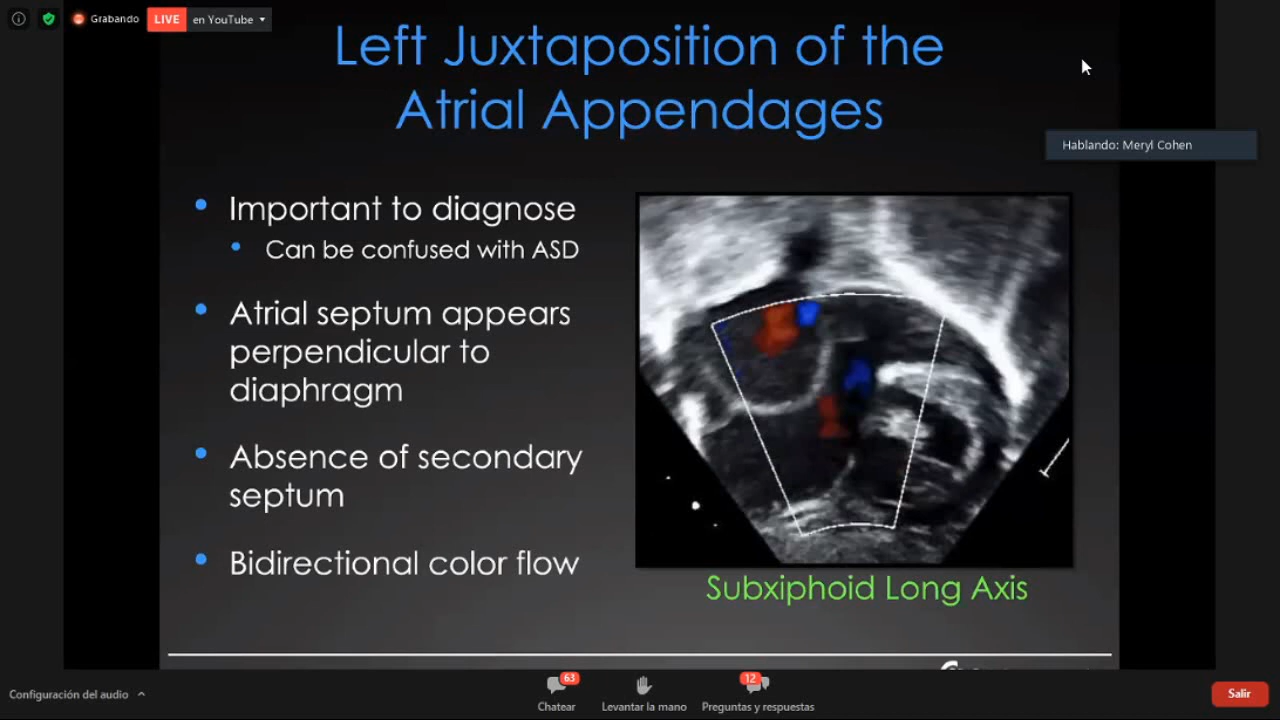 Grabando
LIVE en YouTube
Left Juxtaposition of the
Atrial Appendages
Hablando: Meryl Cohen
Important to diagnose
Can be confused with ASD
Atrial septum appears
perpendicular to
diaphragm
Absence of secondary
septum
Bidirectional color flow
Subxiphoid Long Axis
Configuración del audio
63
Chatear
Levantar la mano
12
Preguntas y respuestas
Salir